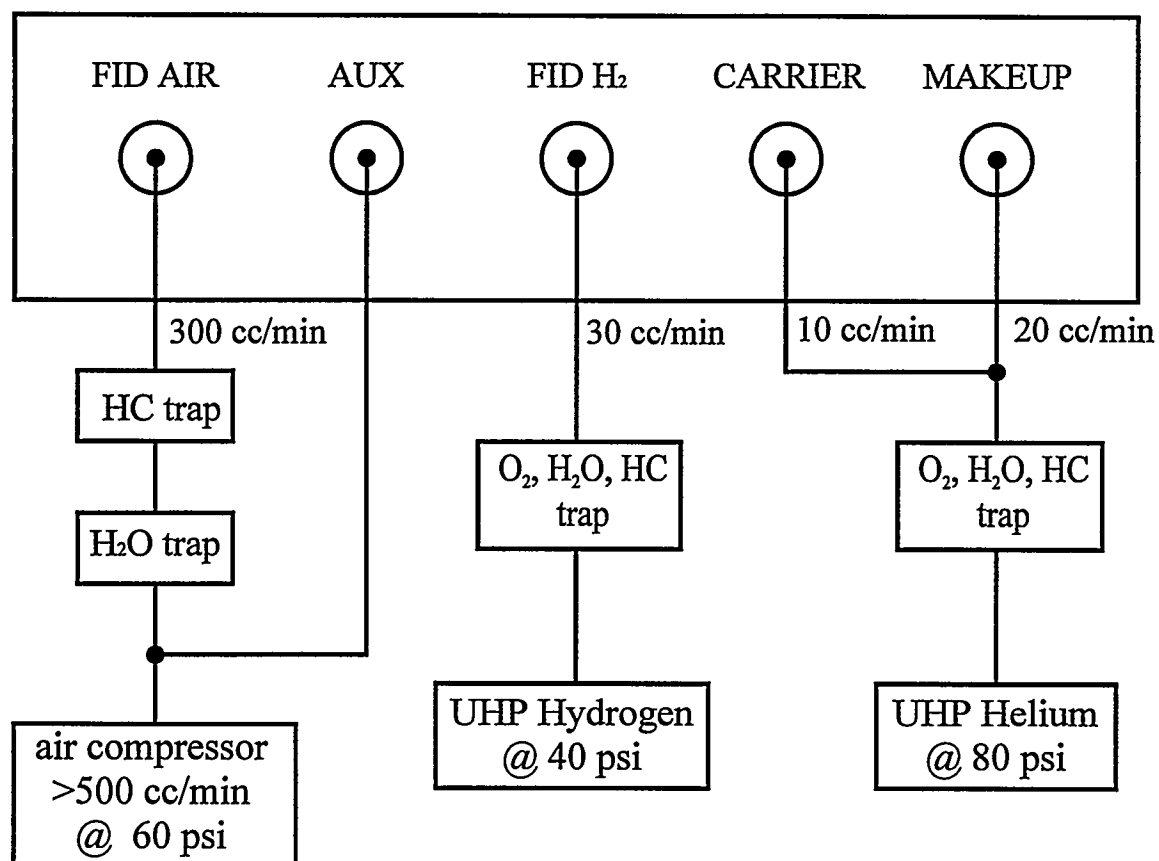 FID AIR AUX FID H₂ CARRIER MAKEUP
300 cc/min 30 cc/min 10 cc/min 20 cc/min
HC trap
O₂, H₂O, HC
trap
O₂, H₂O, HC
trap
H₂O trap
UHP Hydrogen
@ 40 psi
UHP Helium
@ 80 psi
air compressor
>500 cc/min
@ 60 psi